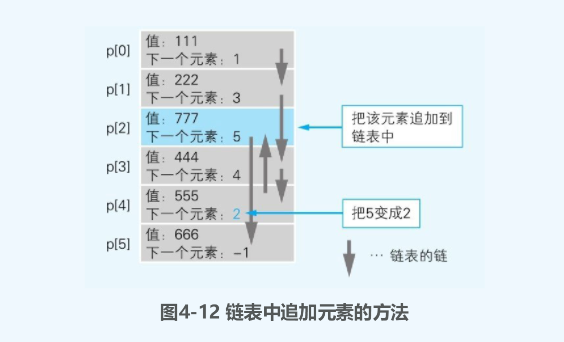 p[0]
值：111
下一个元素：1
p[1]
值：222
下一个元素：3
p[2]
值：777
下一个元素：5
把该元素追加到
链表中
p[3]
值：444
下一个元素：4
p[4]
值：555
下一个元素：2
把5变成2
p[5]
值：666
下一个元素：-1
… 链表的链
图4-12 链表中追加元素的方法